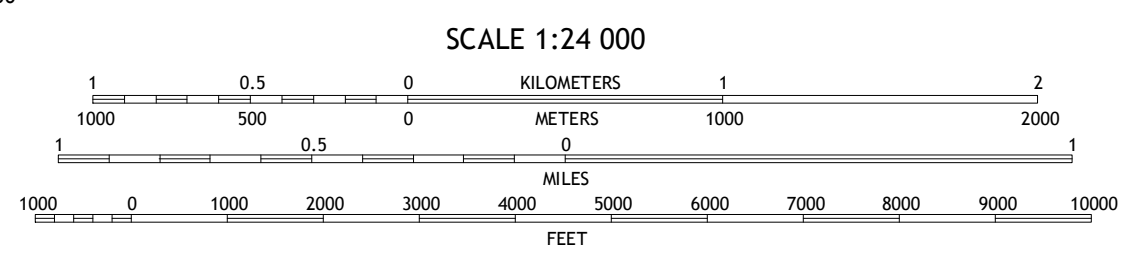 SCALE 1:24 000
1 0.5 0 KILOMETERS 1 2
1000 500 0 METERS 1000 2000
1 0.5 0 1
MILES
1000 0 1000 2000 3000 4000 5000 6000 7000 8000 9000 10000
FEET